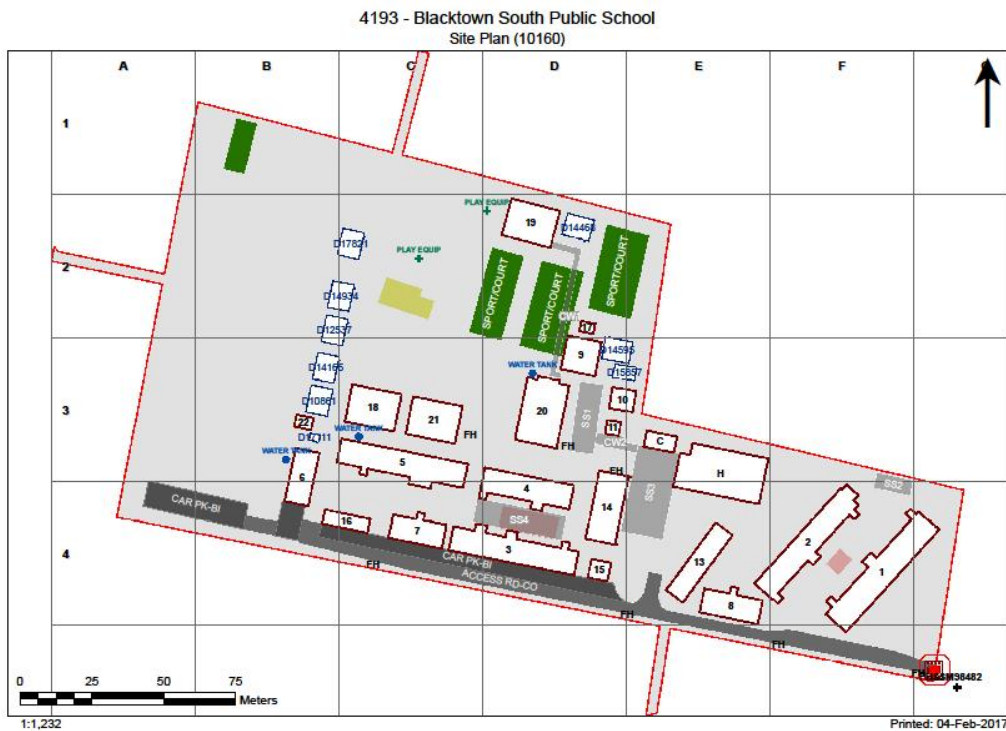 4193 - Blacktown South Public School
Site Plan (10160)
A B C D E F G
1
PLAY EQUIP
19
D14468
D17821
PLAY EQUIP
2
SPORT/COURT
SPORT/COURT
SPORT/COURT
D14934
D12537
17
D14595
9
WATER TANK
D14165
D15657
3
D10861
18
21
20
SS1
10
22
WATER TANK
FH
11
C
FH
CW2
WATER TANK
5
H
FH
6
4
SS3
SS2
CAR PK-BI
14
16
7
SS4
2
4
3
13
1
CAR PK-BI
15
FH
ACCESS RD-CO
8
FH
FH
FH
0 25 50 75
Meters
1:1,232
Printed: 04-Feb-2017